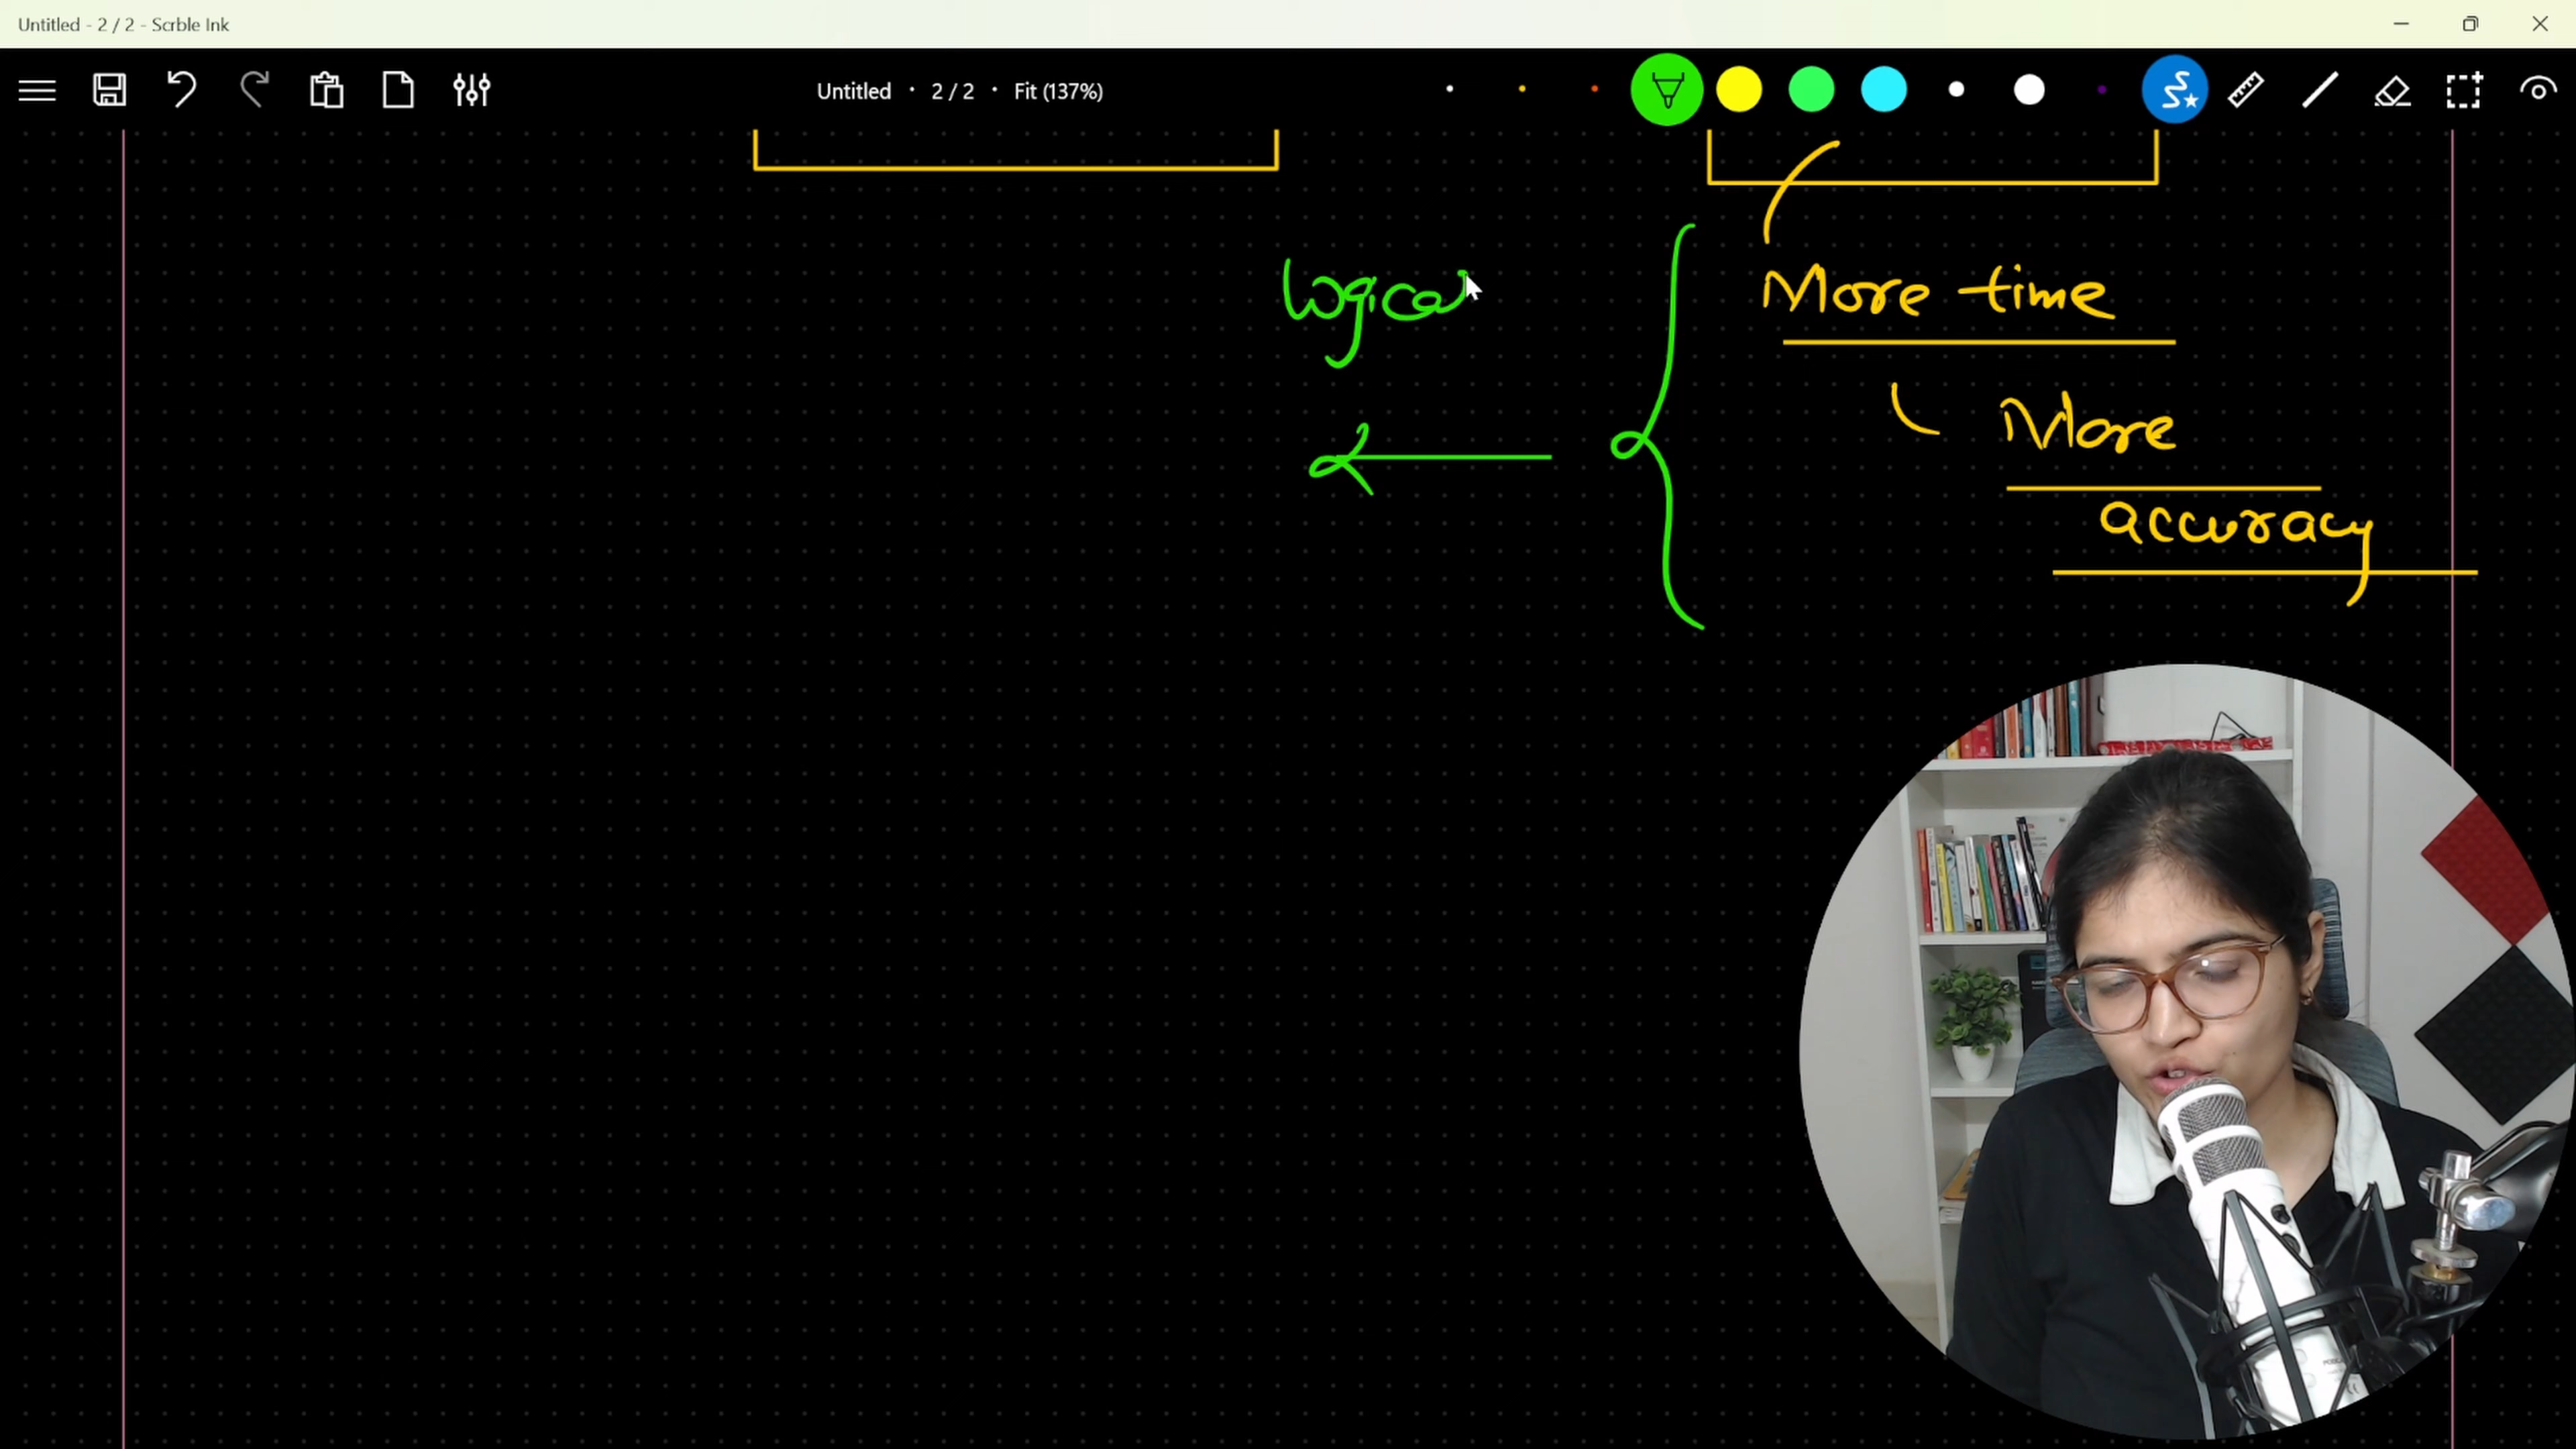 Untitled - 2 / 2 - Scrble Ink
Untitled • 2 / 2 • Fit (137%)
logical
More time
More
accuracy